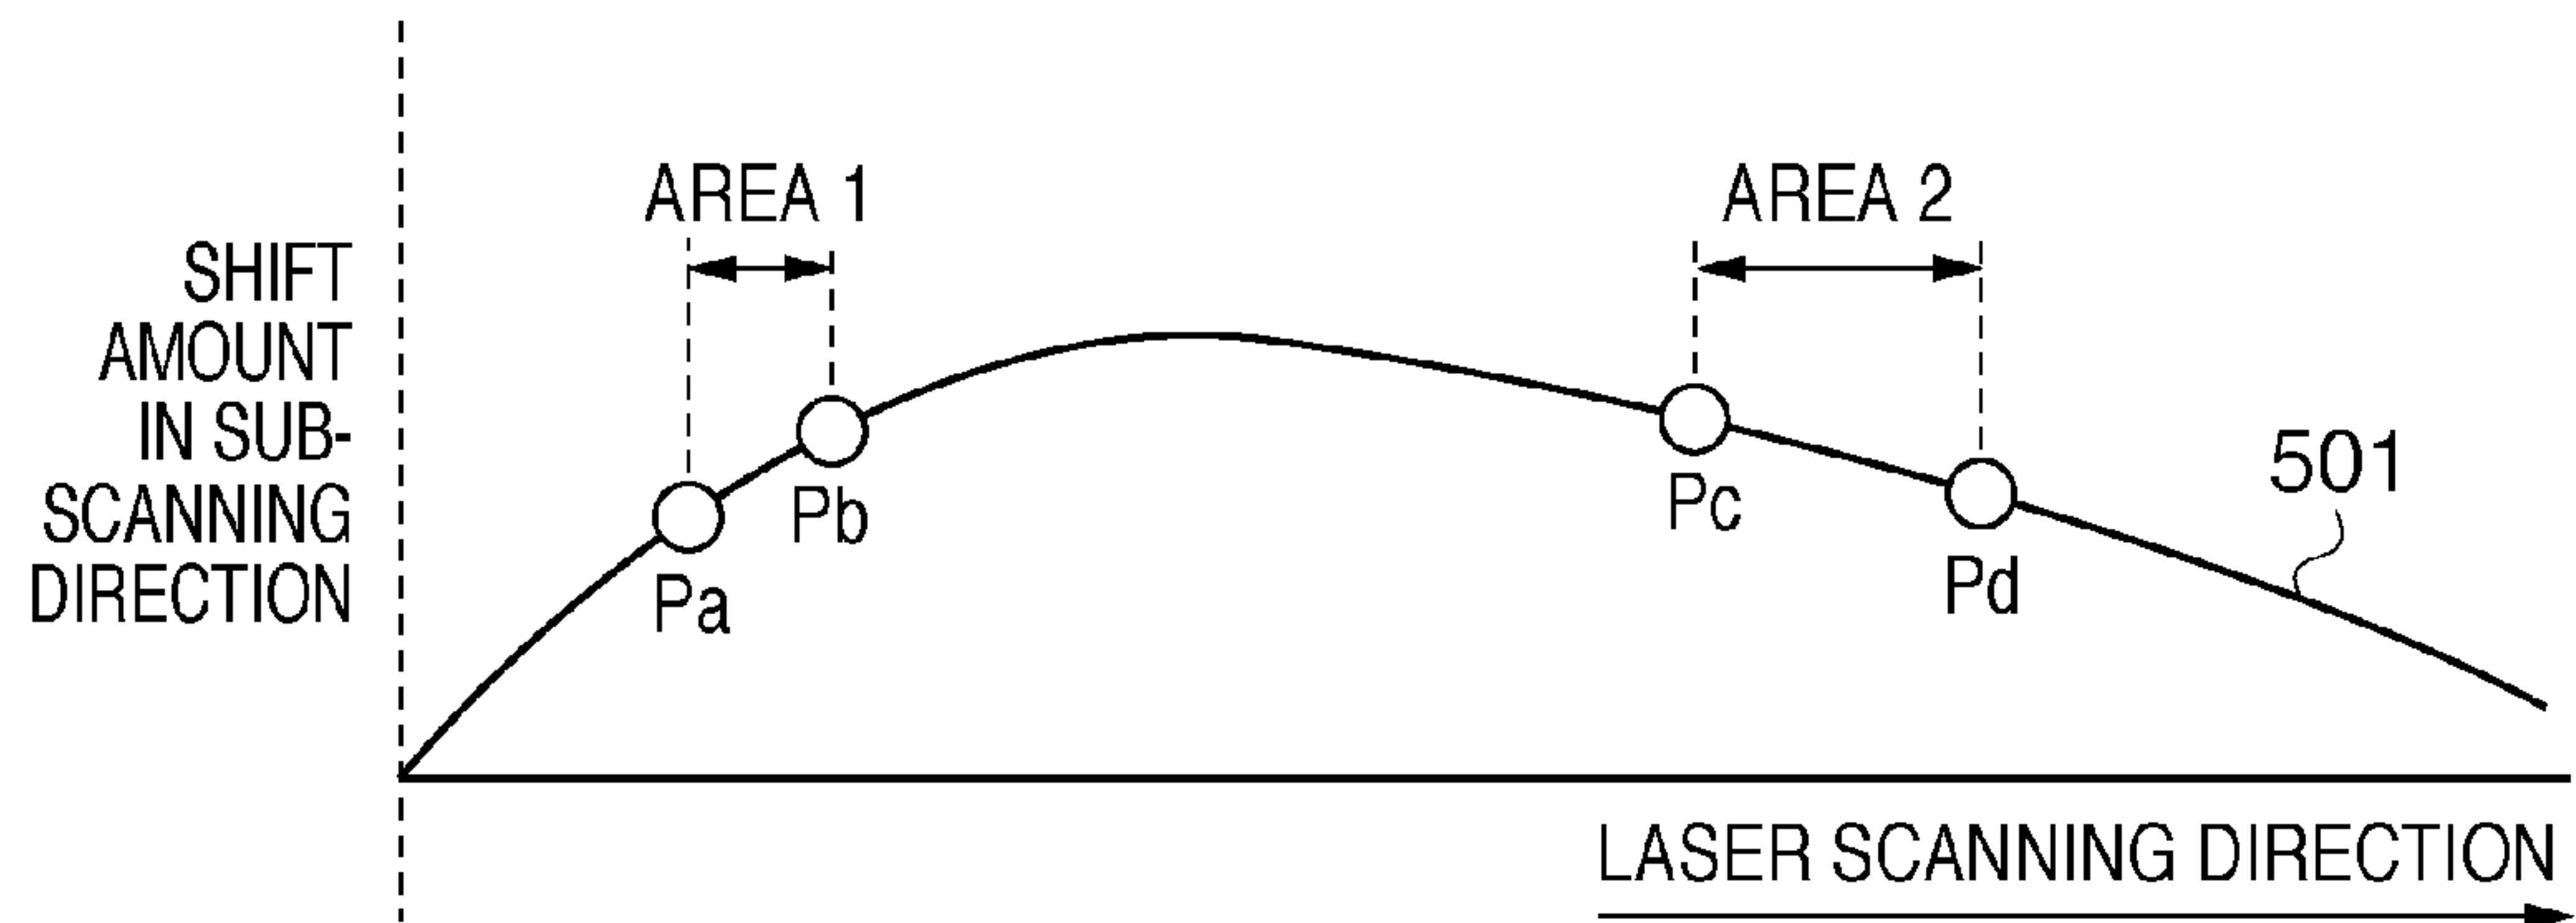 AREA 1
AREA 2
SHIFT
AMOUNT
IN SUB-
SCANNING
DIRECTION
Pa
Pb
Pc
Pd
501
LASER SCANNING DIRECTION